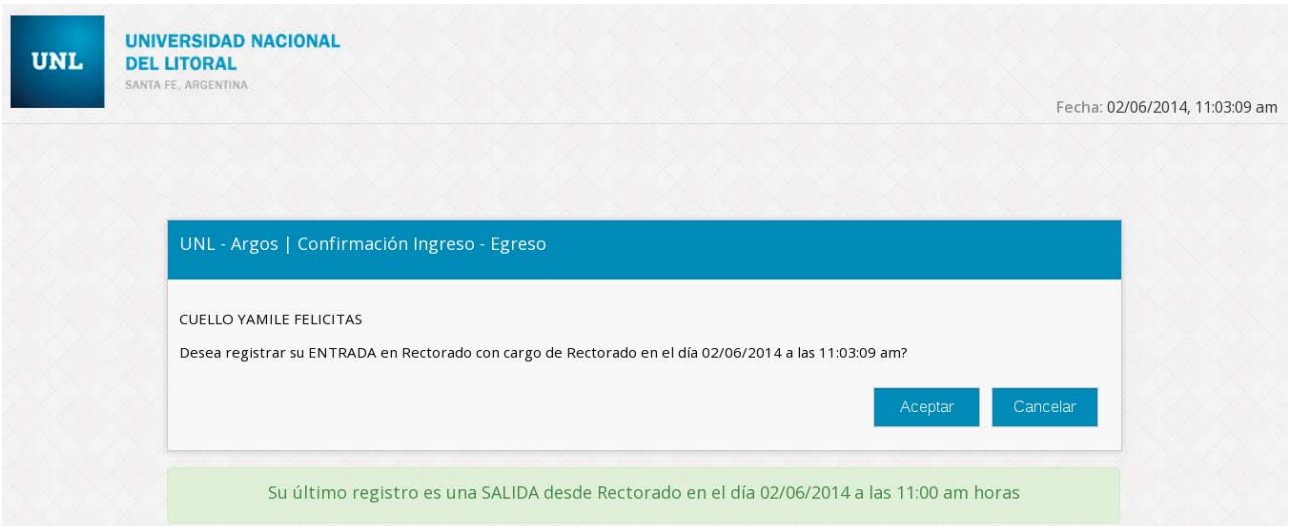 UNL
UNIVERSIDAD NACIONAL
DEL LITORAL
SANTA FE, ARGENTINA
Fecha: 02/06/2014, 11:03:09 am
UNL - Argos | Confirmación Ingreso - Egreso
CUELLO YAMILE FELICITAS
Desea registrar su ENTRADA en Rectorado con cargo de Rectorado en el día 02/06/2014 a las 11:03:09 am?
Aceptar Cancelar
Su último registro es una SALIDA desde Rectorado en el día 02/06/2014 a las 11:00 am horas